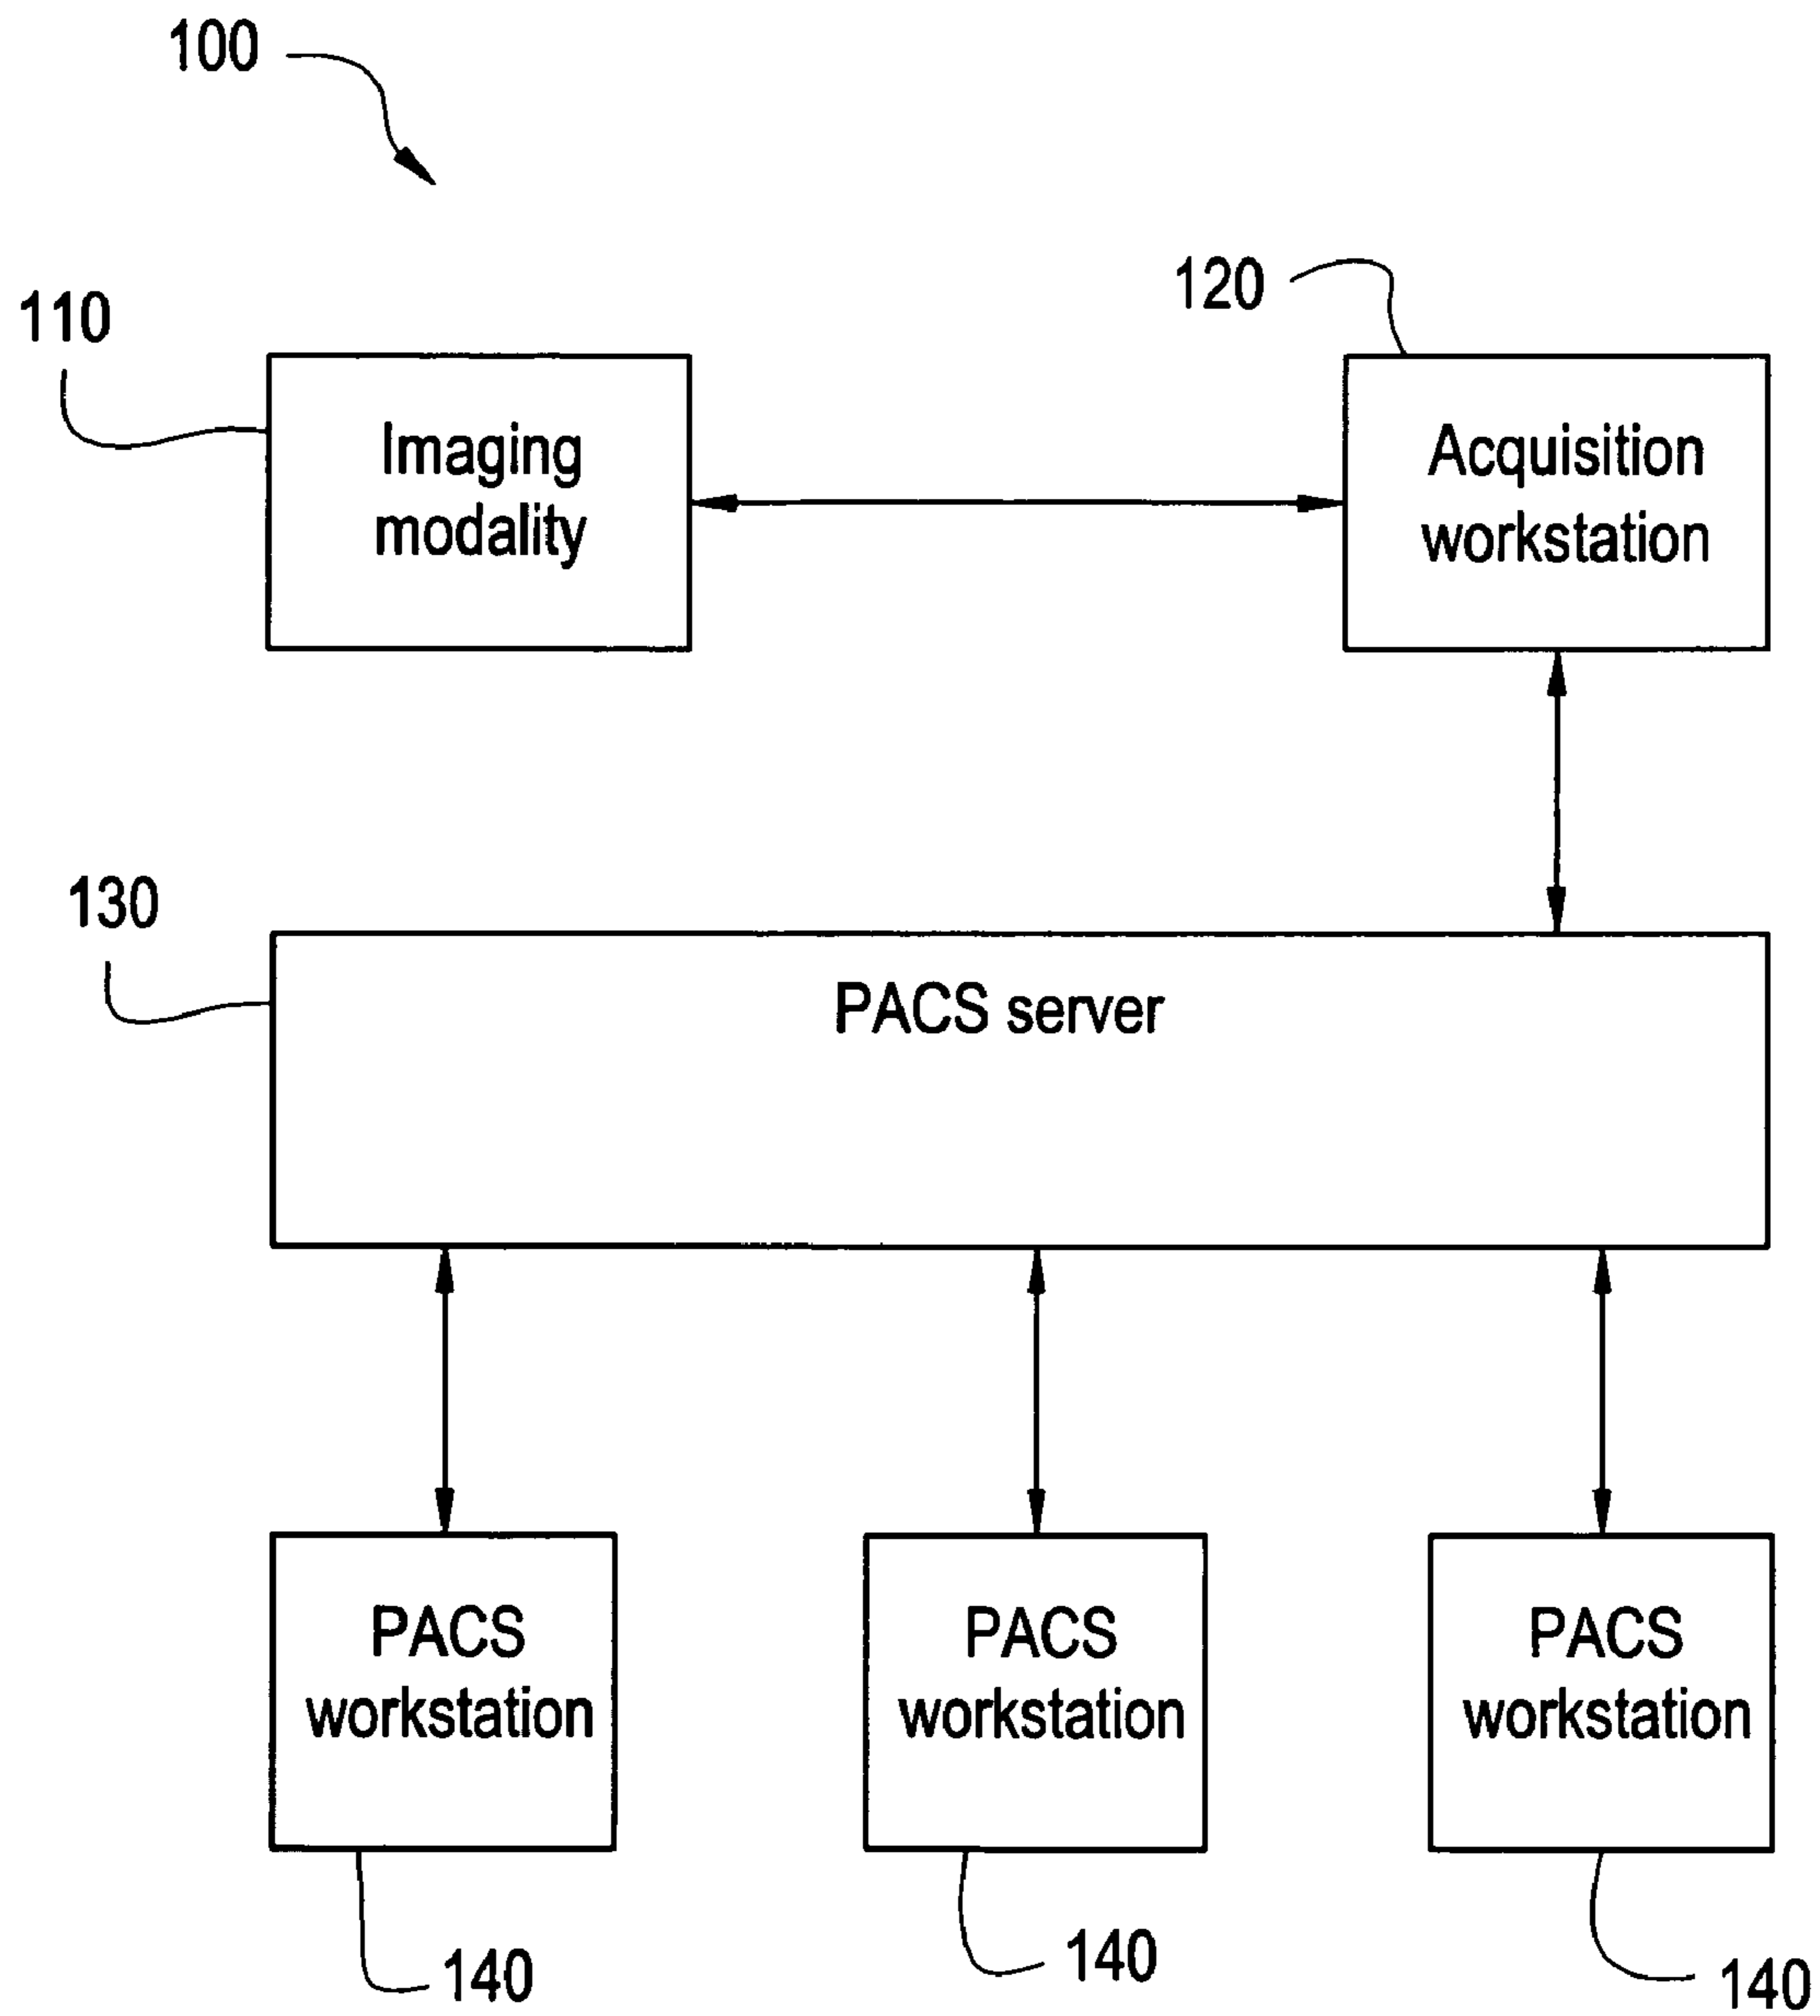 100
120
110
Imaging
modality
Acquisition
workstation
130
PACS server
PACS
workstation
PACS
workstation
PACS
workstation
140
140
140